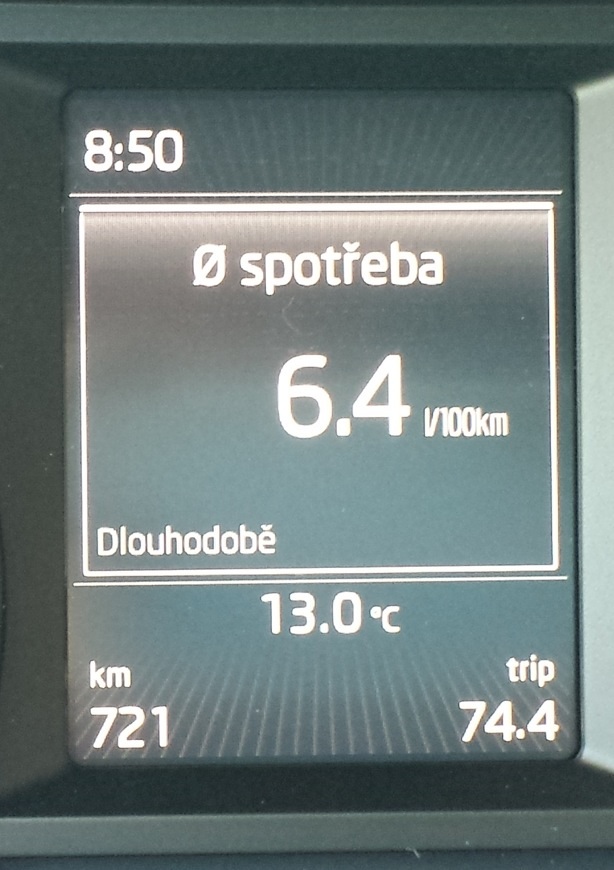 8:50
Ø spotřeba
6.4 l/100km
Dlouhodobě
13.0 °C
km trip
721 74.4